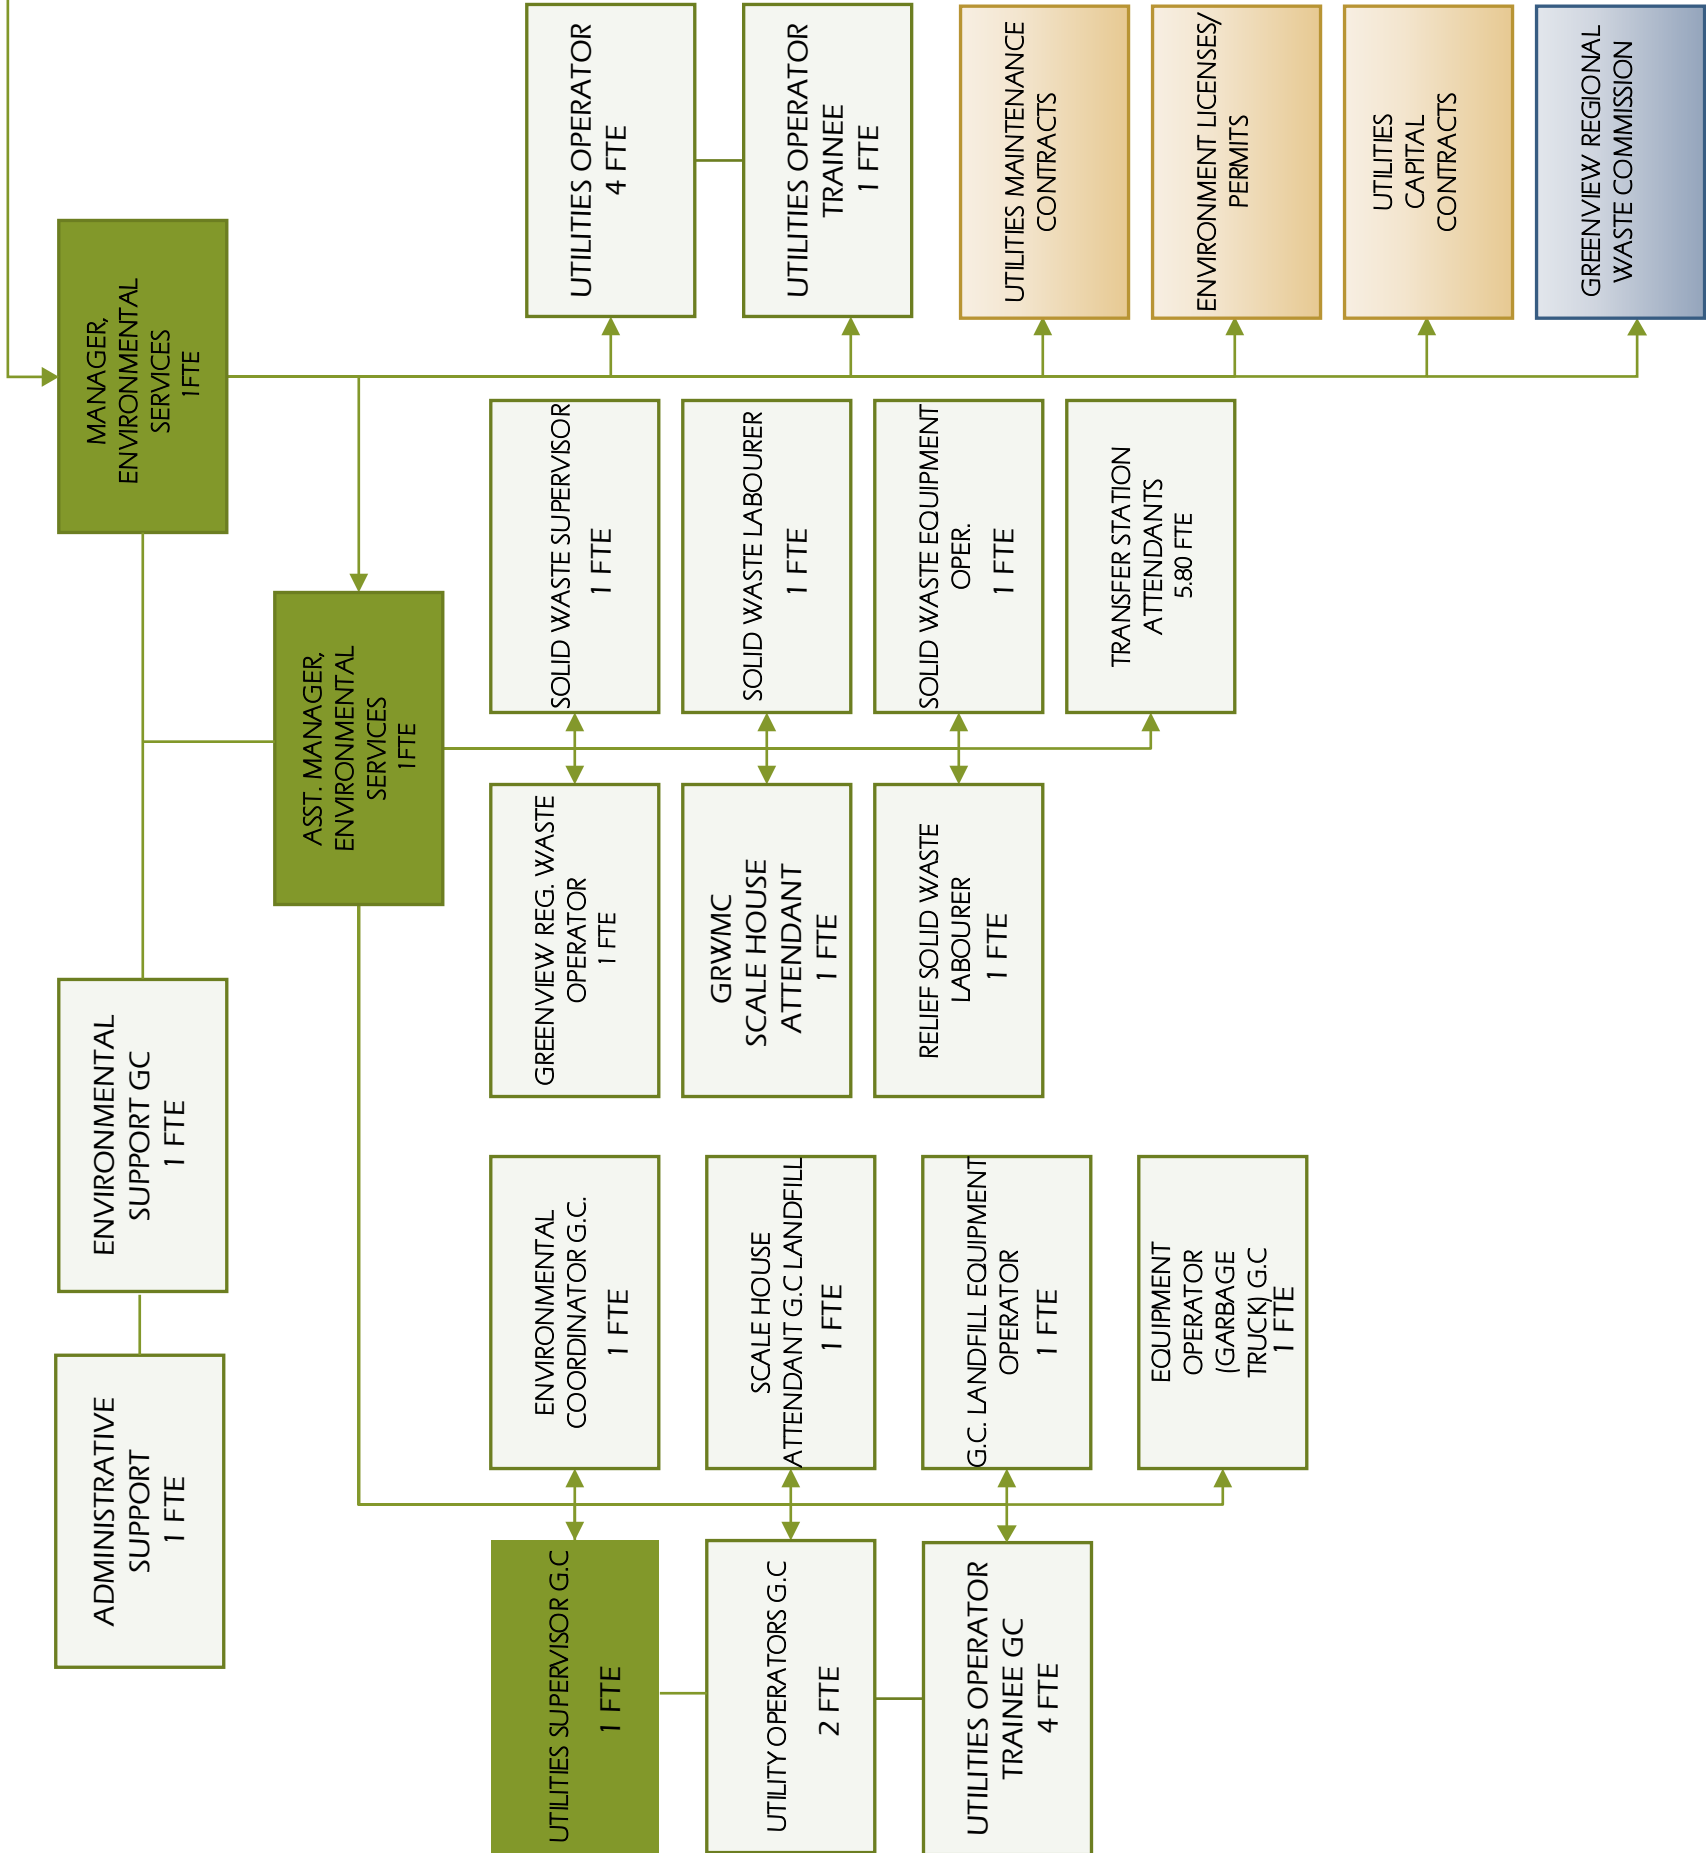 ADMINISTRATIVE
SUPPORT
1 FTE
ENVIRONMENTAL
SUPPORT GC
1 FTE
MANAGER,
ENVIRONMENTAL
SERVICES
1FTE
ASST. MANAGER,
ENVIRONMENTAL
SERVICES
1FTE
UTILITIES SUPERVISOR G.C
1 FTE
UTILITY OPERATORS G.C
2 FTE
UTILITIES OPERATOR
TRAINEE GC
4 FTE
ENVIRONMENTAL
COORDINATOR G.C.
1 FTE
SCALE HOUSE
ATTENDANT G.C LANDFILL
1 FTE
G.C. LANDFILL EQUIPMENT
OPERATOR
1 FTE
EQUIPMENT
OPERATOR
(GARBAGE
TRUCK) G.C
1 FTE
GREENVIEW REG. WASTE
OPERATOR
1 FTE
GRWMC
SCALE HOUSE
ATTENDANT
1 FTE
RELIEF SOLID WASTE
LABOURER
1 FTE
SOLID WASTE SUPERVISOR
1 FTE
SOLID WASTE LABOURER
1 FTE
SOLID WASTE EQUIPMENT
OPER.
1 FTE
TRANSFER STATION
ATTENDANTS
5.80 FTE
UTILITIES OPERATOR
4 FTE
UTILITIES OPERATOR
TRAINEE
1 FTE
UTILITIES MAINTENANCE
CONTRACTS
ENVIRONMENT LICENSES/
PERMITS
UTILITIES
CAPITAL
CONTRACTS
GREENVIEW REGIONAL
WASTE COMMISSION